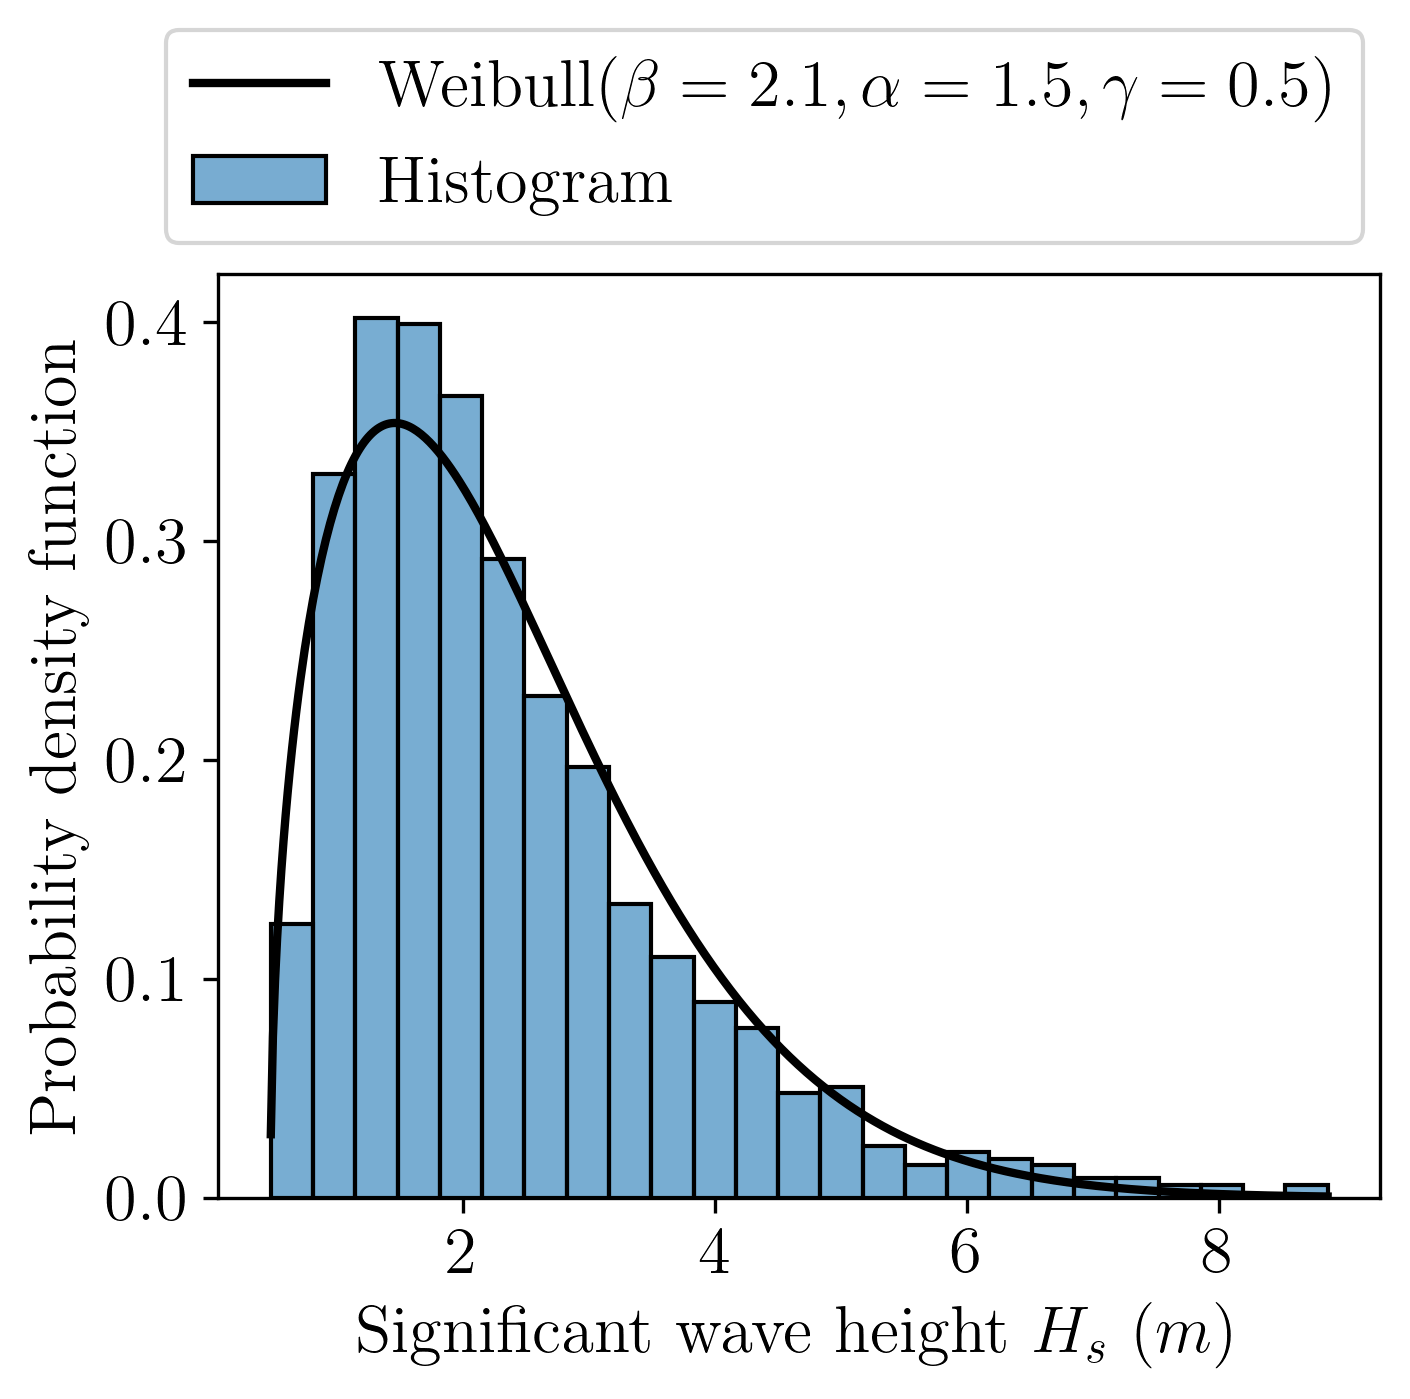 Weibull(β = 2.1, α = 1.5, γ = 0.5)
Histogram
Probability density function
0.4
0.3
0.2
0.1
0.0
2 4 6 8
Significant wave height Hₛ (m)